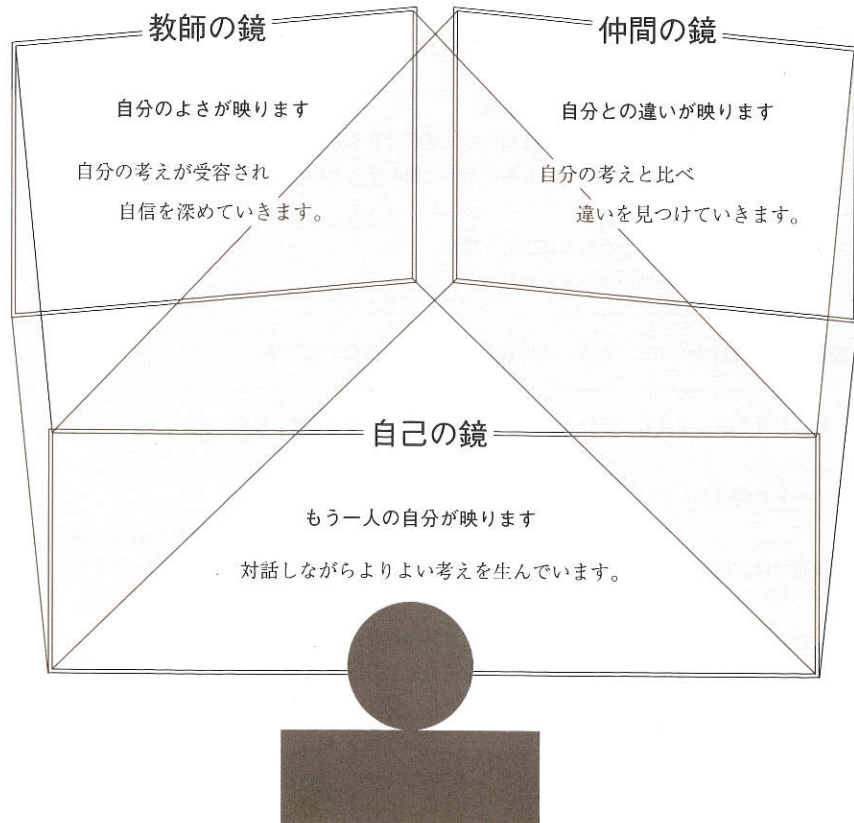 教師の鏡
自分のよさが映ります
自分の考えが受容され
自信を深めていきます。
仲間の鏡
自分との違いが映ります
自分の考えと比べ
違いを見つけていきます。
自己の鏡
もう一人の自分が映ります
対話しながらよりよい考えを生んでいます。